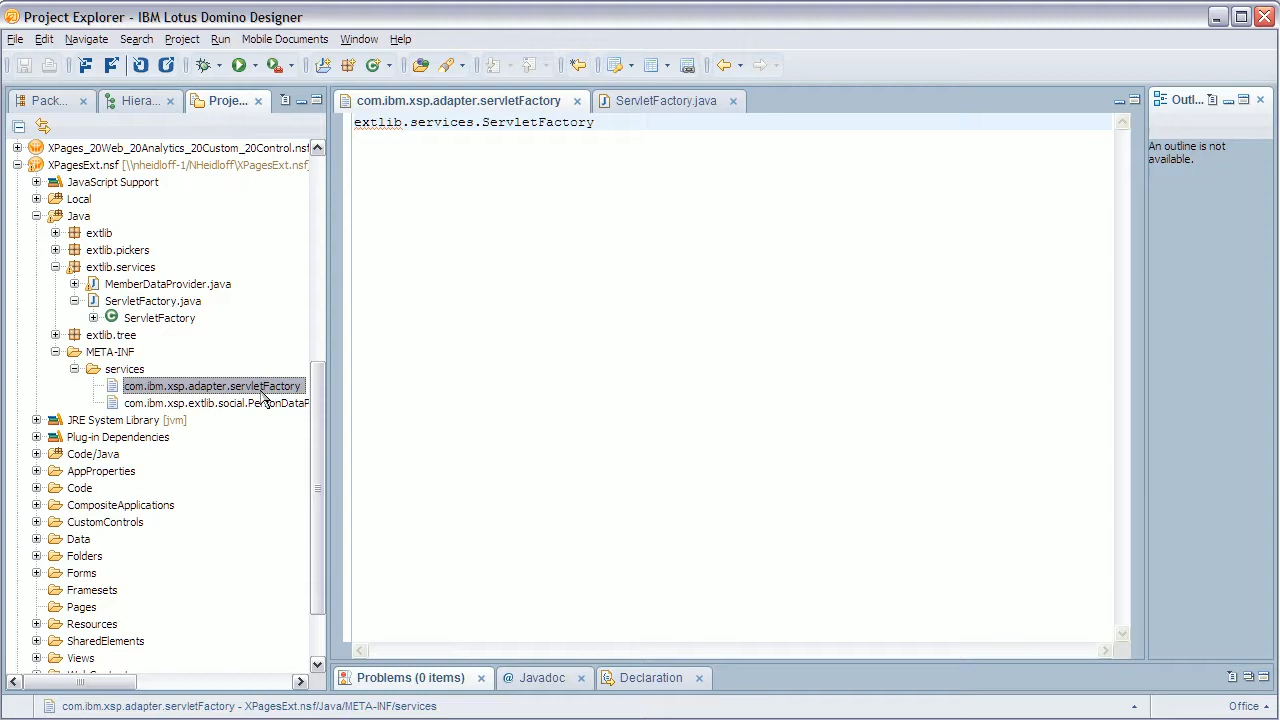 Project Explorer - IBM Lotus Domino Designer
File Edit Navigate Search Project Run Mobile Documents Window Help
Pack... Hiera... Proje...
com.ibm.xsp.adapter.servletFactory ServletFactory.java
Outl...
extlib.services.ServletFactory
An outline is not
available.
XPages_20Web_20Analytics_20Custom_20Control.nsf
XPagesExt.nsf [\\nheidloff-1/NHeidloff\XPagesExt.nsf]
JavaScript Support
Local
Java
extlib
extlib.pickers
extlib.services
MemberDataProvider.java
ServletFactory.java
ServletFactory
extlib.tree
META-INF
services
com.ibm.xsp.adapter.servletFactory
com.ibm.xsp.extlib.social.PersonDataP
JRE System Library [jvm]
Plug-in Dependencies
Code/Java
AppProperties
Code
CompositeApplications
CustomControls
Data
Folders
Forms
Framesets
Pages
Resources
SharedElements
Views
Problems (0 items) @ Javadoc Declaration
com.ibm.xsp.adapter.servletFactory - XPagesExt.nsf/Java/META-INF/services
Office